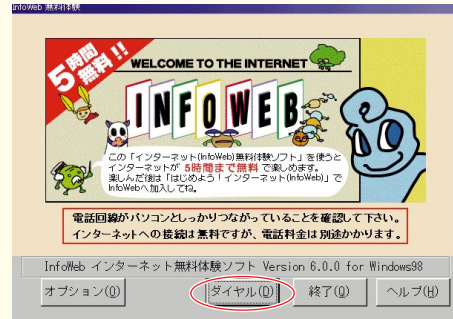 InfoWeb 無料体験
5時間
無料!!
WELCOME TO THE INTERNET
INFOWEB
この「インターネット(InfoWeb)無料体験ソフト」を使うと
インターネットが 5時間まで無料 で楽しめます。
楽しんだ後は「はじめよう!インターネット(InfoWeb)」で
InfoWebへ加入してね。
電話回線がパソコンとしっかりつながっていることを確認して下さい。
インターネットへの接続は無料ですが、電話料金は別途かかります。
InfoWeb インターネット無料体験ソフト Version 6.0.0 for Windows98
オプション(O) ダイヤル(D) 終了(Q) ヘルプ(H)